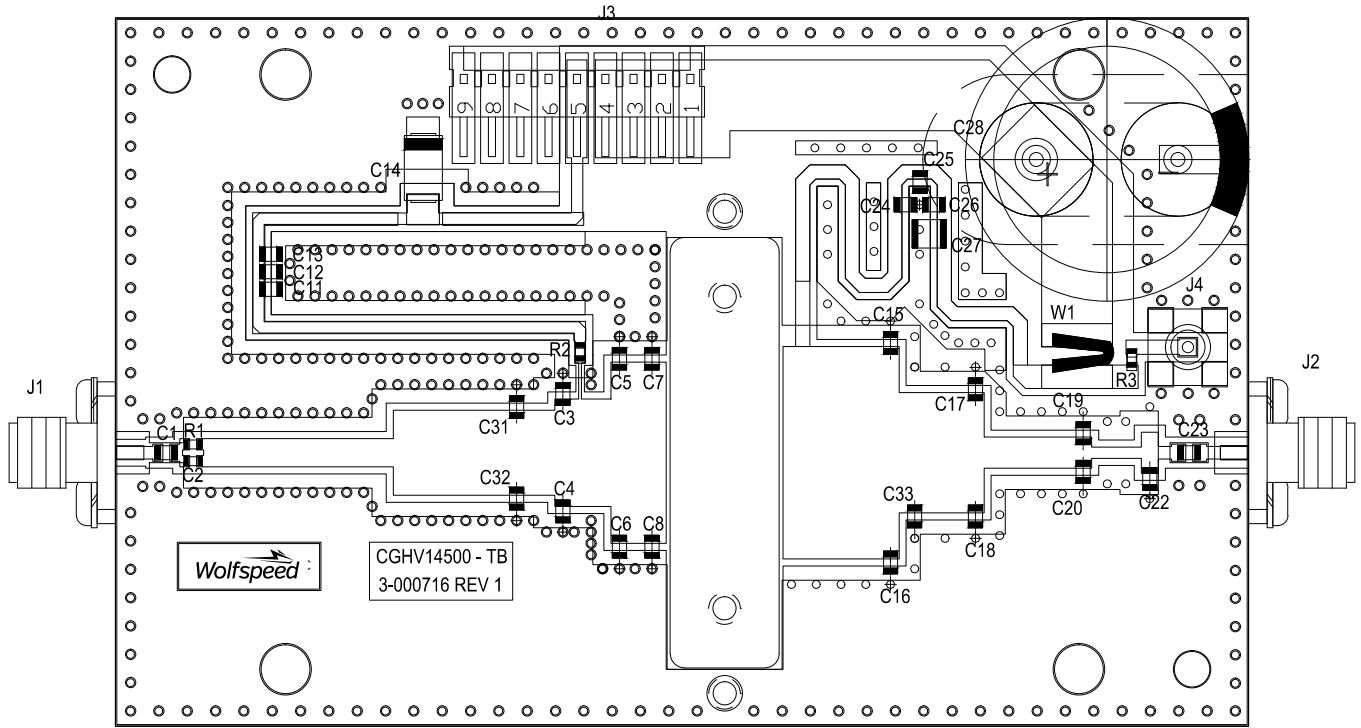 J3
9 8 7 6 5 4 3 2 1
C28
C14
C25
C24
C26
C27
C13
C12
C11
J4
W1
C15
R2
R3
C5 C7
J1
J2
C31 C3
C17
C19
C1 R1
C23
C2
C32
C4
C33
C20
C22
C6 C8
C18
C16
Wolfspeed
CGHV14500 - TB
3-000716 REV 1